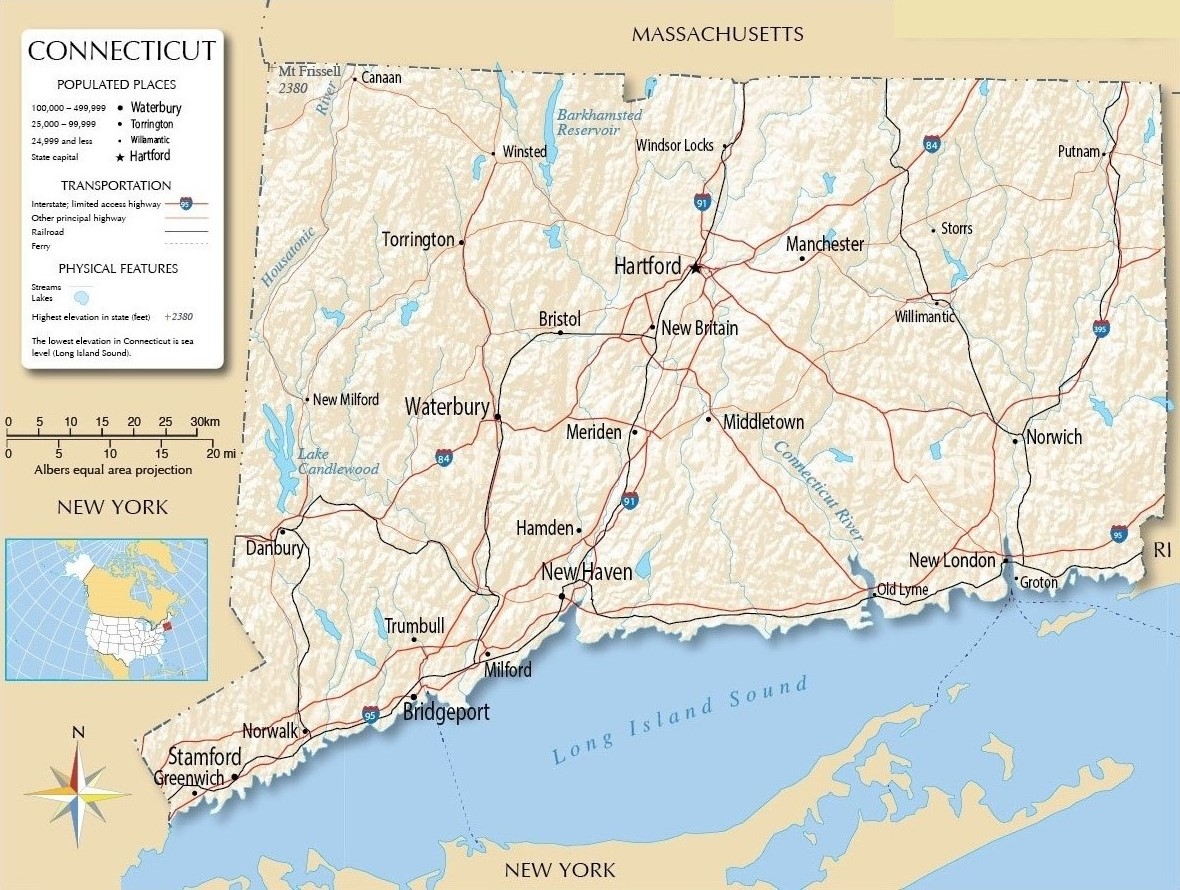 CONNECTICUT
POPULATED PLACES
100,000 – 499,999 Waterbury
25,000 – 99,999 Torrington
24,999 and less Willamantic
State capital Hartford
TRANSPORTATION
Interstate; limited access highway 95
Other principal highway
Railroad
Ferry
PHYSICAL FEATURES
Streams
Lakes
Highest elevation in state (feet) +2380
The lowest elevation in Connecticut is sea
level (Long Island Sound).
0 5 10 15 20 25 30km
0 5 10 15 20 mi
Albers equal area projection
NEW YORK
N
MASSACHUSETTS
Mt Frissell
2380
Canaan
River
Housatonic
Barkhamsted
Reservoir
Winsted
Windsor Locks
84
Putnam
91
Torrington
Storrs
Manchester
Hartford
Willimantic
Bristol
New Britain
395
New Milford
Waterbury
Meriden
Middletown
Norwich
Lake
Candlewood
84
Connecticut River
91
Hamden
95
Danbury
New Haven
New London
RI
Groton
Old Lyme
Trumbull
Milford
Long Island Sound
Bridgeport
95
Norwalk
Stamford
Greenwich
NEW YORK